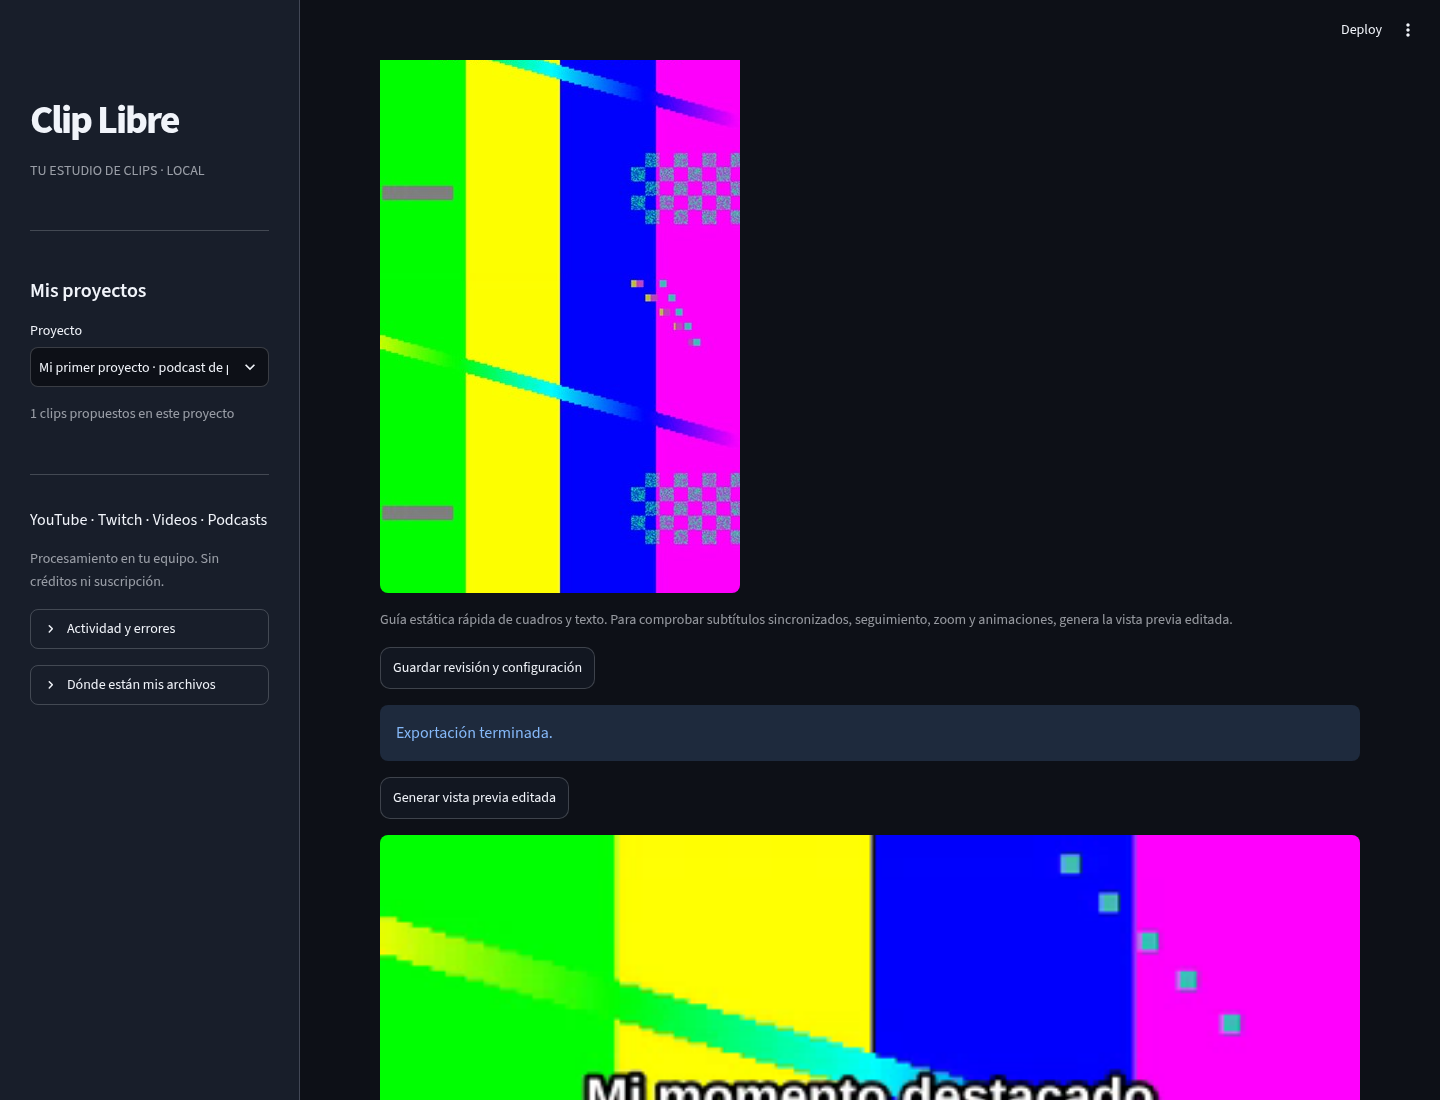 Deploy
Clip Libre
TU ESTUDIO DE CLIPS · LOCAL
Mis proyectos
Proyecto
Mi primer proyecto · podcast de
1 clips propuestos en este proyecto
YouTube · Twitch · Videos · Podcasts
Procesamiento en tu equipo. Sin
créditos ni suscripción.
Actividad y errores
Dónde están mis archivos
Guía estática rápida de cuadros y texto. Para comprobar subtítulos sincronizados, seguimiento, zoom y animaciones, genera la vista previa editada.
Guardar revisión y configuración
Exportación terminada.
Generar vista previa editada
Mi momento destacado